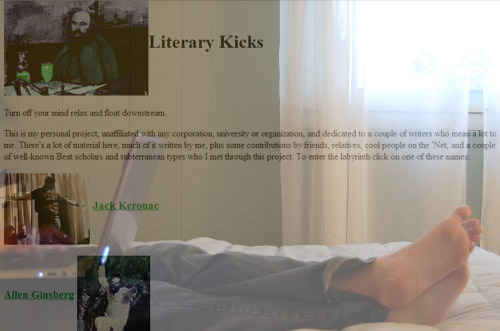 Literary Kicks
Turn off your mind relax and float downstream.
This is my personal project, unaffiliated with any corporation, university or organization, and dedicated to a couple of writers who mean a lot to
me. There's a lot of material here, much of it written by me, plus some contributions by friends, relatives, cool people on the 'Net, and a couple
of well-known Beat scholars and subterranean types who I met through this project. To enter the labyrinth click on one of these names:
Jack Kerouac
Allen Ginsberg